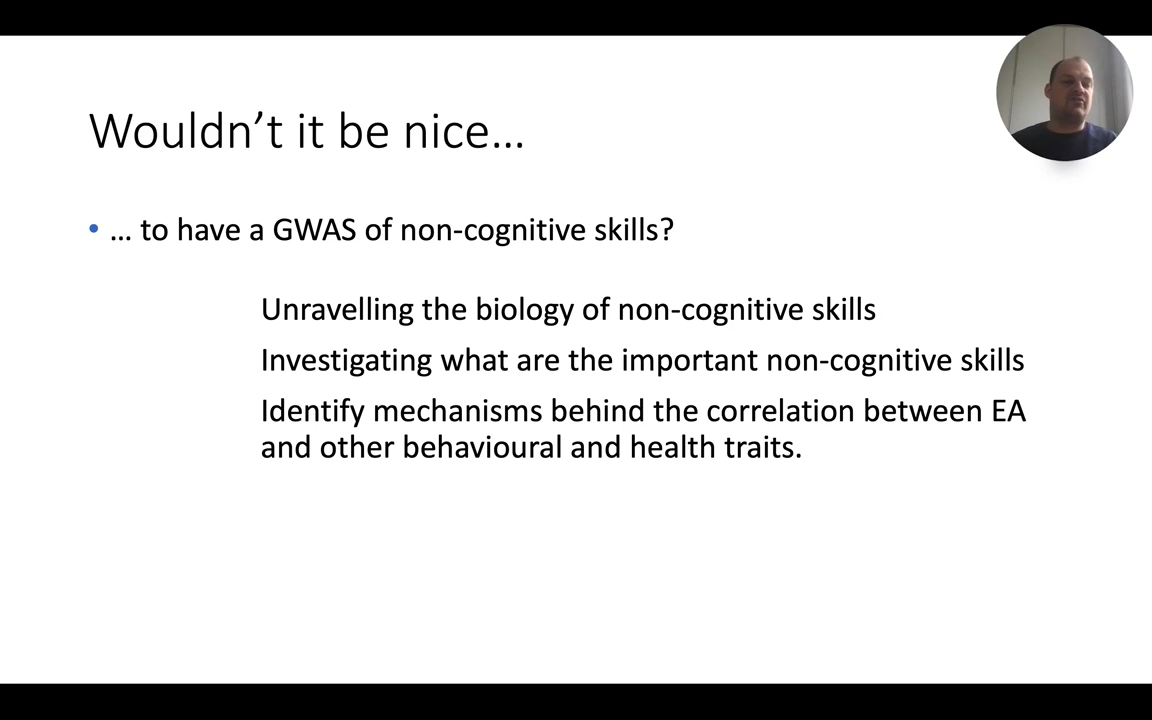 Wouldn’t it be nice…
• … to have a GWAS of non-cognitive skills?
Unravelling the biology of non-cognitive skills
Investigating what are the important non-cognitive skills
Identify mechanisms behind the correlation between EA
and other behavioural and health traits.